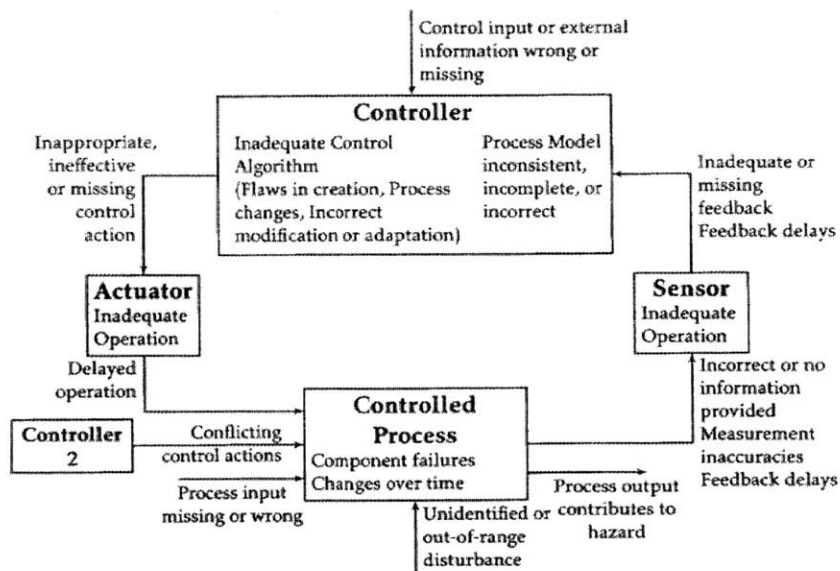 Control input or external
information wrong or
missing
Controller
Inadequate Control
Algorithm
(Flaws in creation, Process
changes, Incorrect
modification or adaptation)
Process Model
inconsistent,
incomplete, or
incorrect
Inappropriate,
ineffective
or missing
control
action
Inadequate or
missing
feedback
Feedback delays
Actuator
Inadequate
Operation
Sensor
Inadequate
Operation
Delayed
operation
Incorrect or no
information
provided
Measurement
inaccuracies
Feedback delays
Controlled
Process
Component failures
Changes over time
Controller
2
Conflicting
control actions
Process input
missing or wrong
Process output
contributes to
hazard
Unidentified or
out-of-range
disturbance